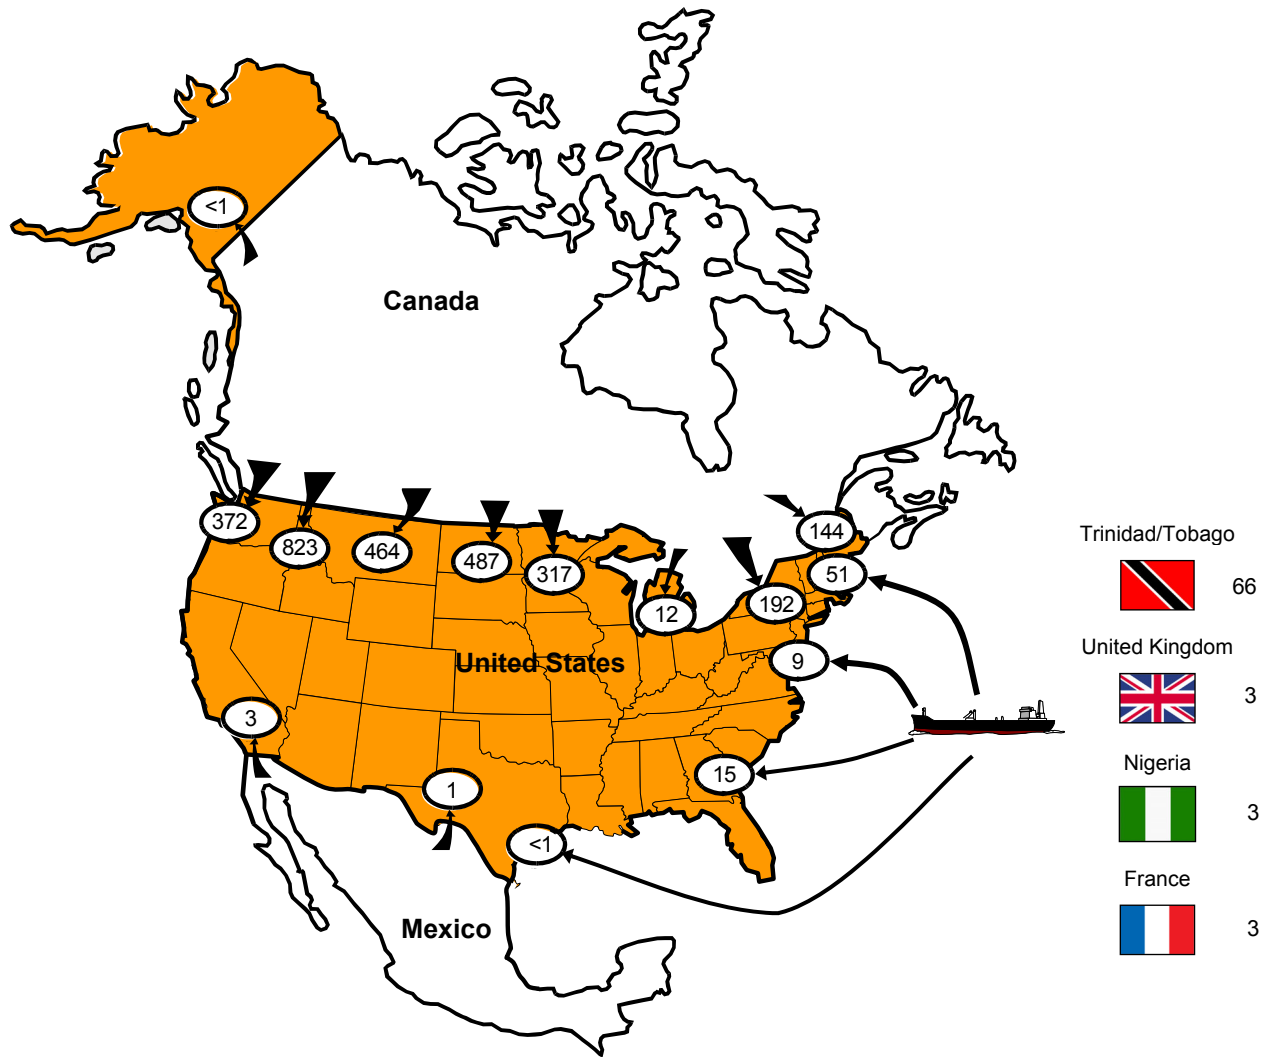 <1
Canada
372
823
464
487
317
12
192
144
51
9
United States
3
1
15
<1
Mexico
Trinidad/Tobago
66
United Kingdom
3
Nigeria
3
France
3